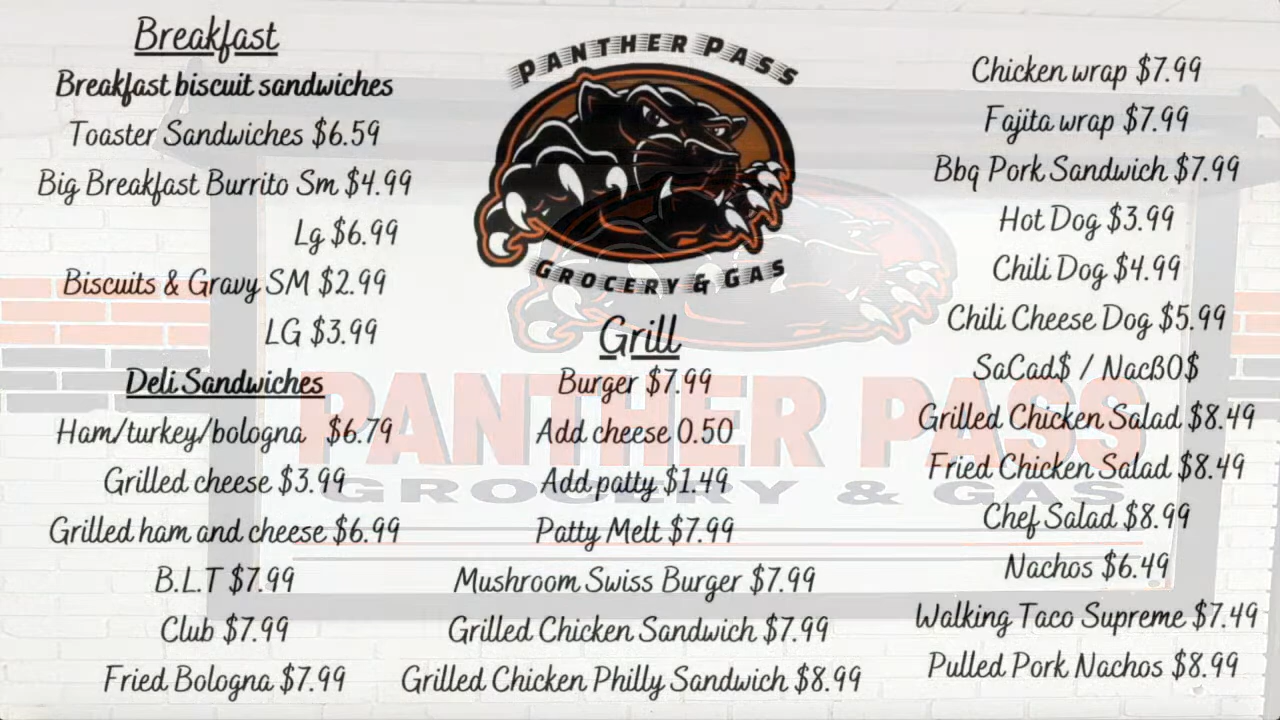 Breakfast
Breakfast biscuit sandwiches
Toaster Sandwiches $6.59
Big Breakfast Burrito Sm $4.99
Lg $6.99
Biscuits & Gravy SM $2.99
LG $3.99
Deli Sandwiches
Ham/turkey/bologna $6.79
Grilled cheese $3.99
Grilled ham and cheese $6.99
B.L.T $7.99
Club $7.99
Fried Bologna $7.99
PANTHER PASS
GROCERY & GAS
Grill
Burger $7.99
Add cheese 0.50
Add patty $1.49
Patty Melt $7.99
Mushroom Swiss Burger $7.99
Grilled Chicken Sandwich $7.99
Grilled Chicken Philly Sandwich $8.99
Chicken wrap $7.99
Fajita wrap $7.99
Bbq Pork Sandwich $7.99
Hot Dog $3.99
Chili Dog $4.99
Chili Cheese Dog $5.99
SaCad$ / NacßO$
Grilled Chicken Salad $8.49
Fried Chicken Salad $8.49
Chef Salad $8.99
Nachos $6.49
Walking Taco Supreme $7.49
Pulled Pork Nachos $8.99
PANTHER PASS
GROCERY & GAS